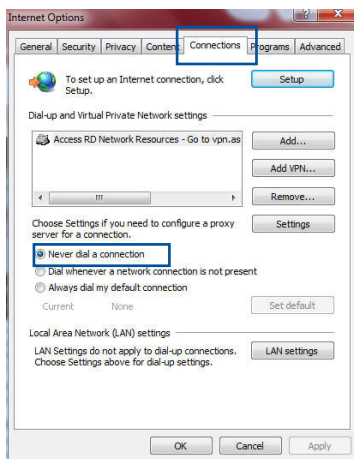 Internet Options
General Security Privacy Content Connections Programs Advanced
To set up an Internet connection, click
Setup.
Setup
Dial-up and Virtual Private Network settings
Access RD Network Resources - Go to vpn.as
Add...
Add VPN...
Remove...
Choose Settings if you need to configure a proxy
server for a connection.
Settings
Never dial a connection
Dial whenever a network connection is not present
Always dial my default connection
Current None
Set default
Local Area Network (LAN) settings
LAN Settings do not apply to dial-up connections.
Choose Settings above for dial-up settings.
LAN settings
OK Cancel Apply